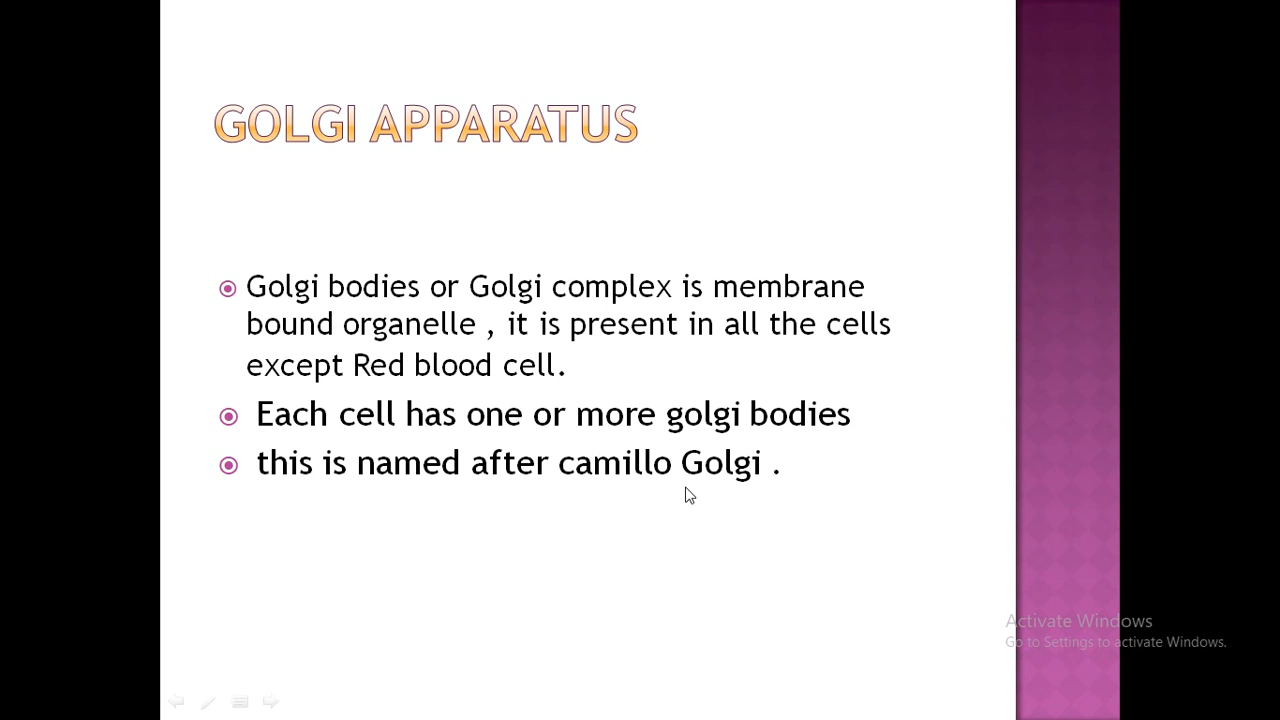 GOLGI APPARATUS
Golgi bodies or Golgi complex is membrane
bound organelle , it is present in all the cells
except Red blood cell.
Each cell has one or more golgi bodies
this is named after camillo Golgi .
Activate Windows
Go to Settings to activate Windows.